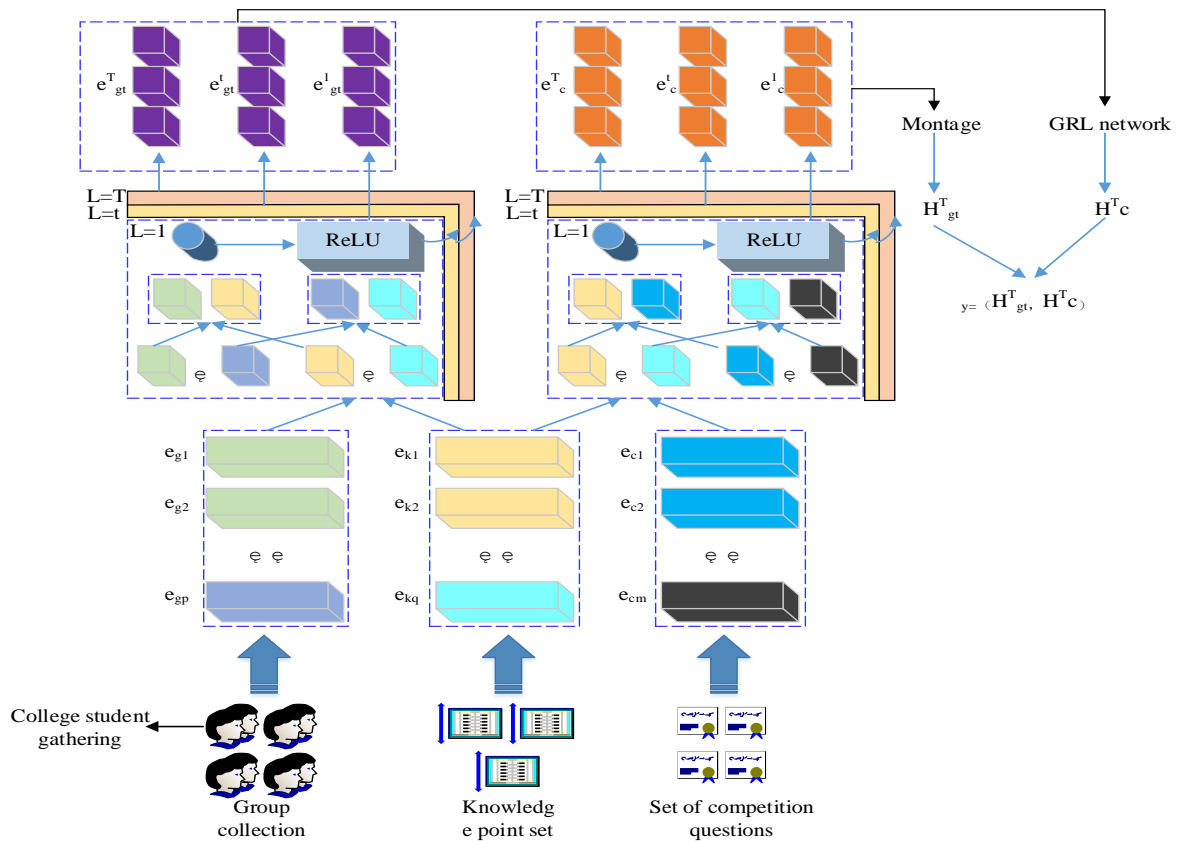 e^T_gt e^t_gt e^1_gt
e^T_c e^t_c e^1_c
Montage
GRL network
L=T
L=t
L=1
ReLU
L=T
L=t
L=1
ReLU
H^T_gt
H^T c
y= （H^T_gt, H^T c）
e_g1
e_g2
e_gp
e_k1
e_k2
e_kq
e_c1
e_c2
e_cm
College student
gathering
Group
collection
Knowledg
e point set
Set of competition
questions